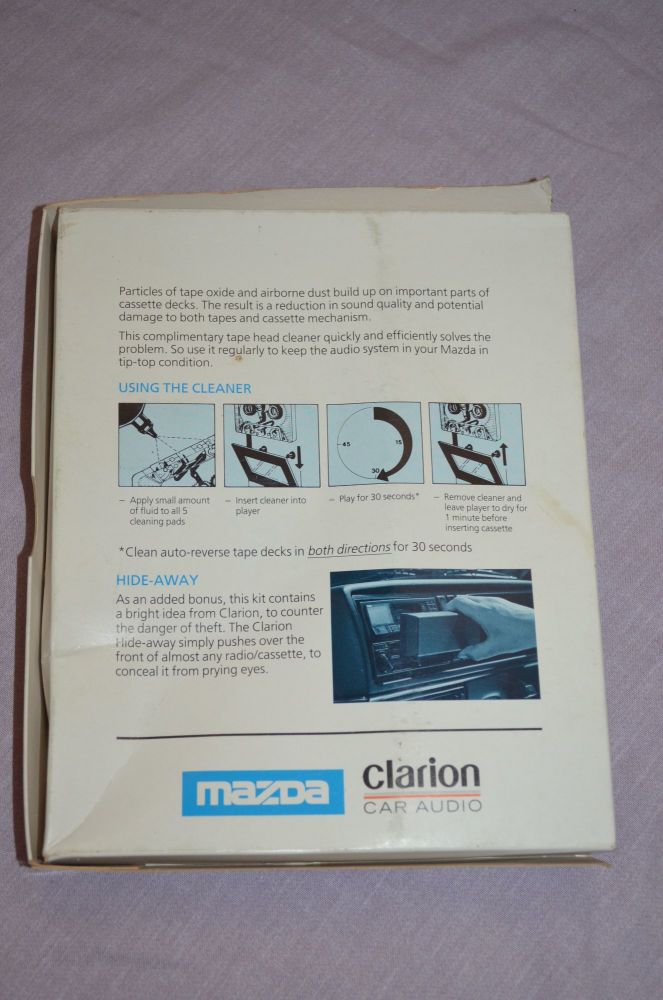 Particles of tape oxide and airborne dust build up on important parts of
cassette decks. The result is a reduction in sound quality and potential
damage to both tapes and cassette mechanism.
This complimentary tape head cleaner quickly and efficiently solves the
problem. So use it regularly to keep the audio system in your Mazda in
tip-top condition.
USING THE CLEANER
45
15
30
– Apply small amount
of fluid to all 5
cleaning pads
– Insert cleaner into
player
– Play for 30 seconds*
– Remove cleaner and
leave player to dry for
1 minute before
inserting cassette
*Clean auto-reverse tape decks in both directions for 30 seconds
HIDE-AWAY
As an added bonus, this kit contains
a bright idea from Clarion, to counter
the danger of theft. The Clarion
Hide-away simply pushes over the
front of almost any radio/cassette, to
conceal it from prying eyes.
mazda
clarion
CAR AUDIO